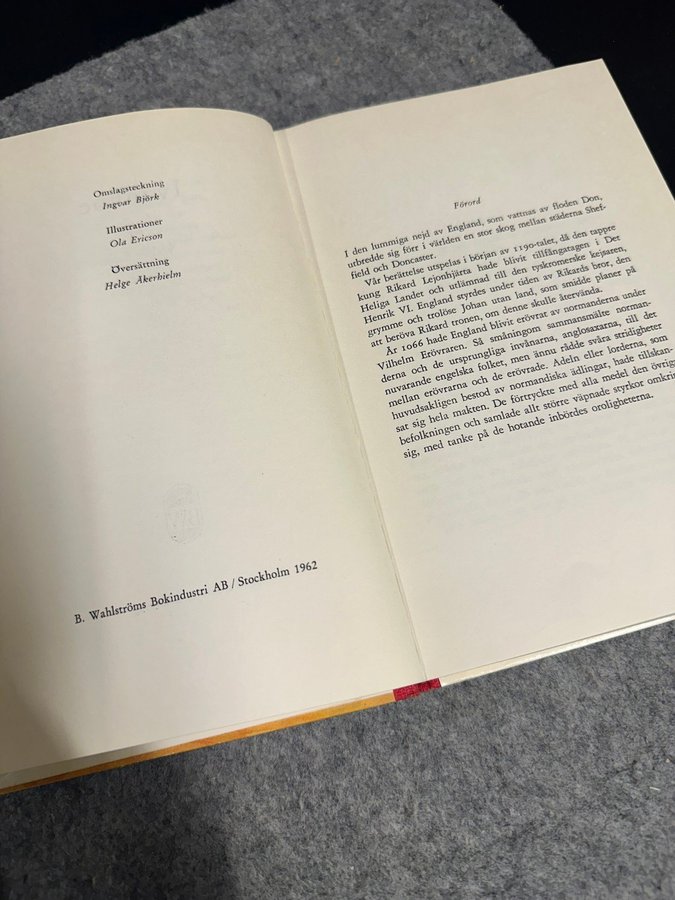 Omslagsteckning
Ingvar Björk
Illustrationer
Ola Ericson
Översättning
Helge Åkerhielm
B. Wahlströms Bokindustri AB / Stockholm 1962
Förord
I den lummiga nejd av England, som vattnas av floden Don,
utbredde sig förr i världen en stor skog mellan städerna Shef-
field och Doncaster.
Vår berättelse utspelas i början av 1190-talet, då den tappre
kung Rikard Lejonhjärta hade blivit tillfångatagen i Det
Heliga Landet och utlämnad till den tyskromerske kejsaren,
Henrik VI. England styrdes under tiden av Rikards bror, den
grymme och trolöse Johan utan land, som smidde planer på
att beröva Rikard tronen, om denne skulle återvända.
År 1066 hade England blivit erövrat av normanderna under
Vilhelm Erövraren. Så småningom sammansmälte norman-
derna och de ursprungliga invånarna, anglosaxarna, till det
nuvarande engelska folket, men ännu rådde svåra stridigheter
mellan erövrarna och de erövrade. Adeln eller lorderna, som
huvudsakligen bestod av normandiska ädlingar, hade tillskan-
sat sig hela makten. De förtryckte med alla medel den övriga
befolkningen och samlade allt större väpnade styrkor omkring
sig, med tanke på de hotande inbördes oroligheterna.